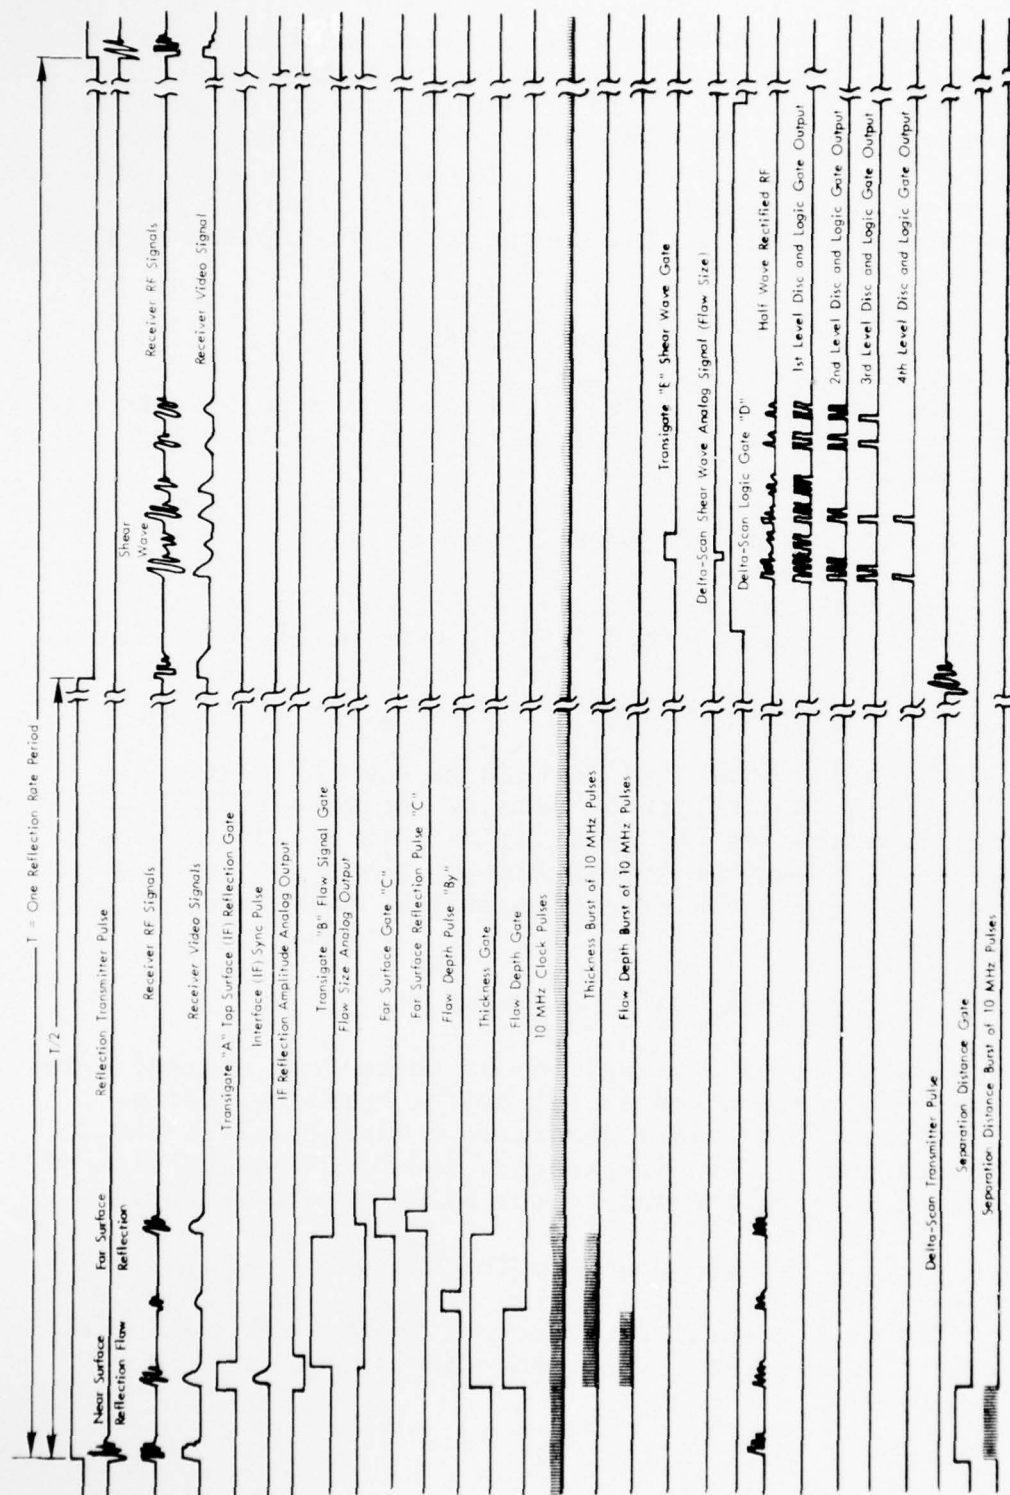 T = One Reflection Rate Period
T/2
Reflection Transmitter Pulse
Near Surface
Reflection Flaw
Far Surface
Reflection
Shear
Wave
Receiver RF Signals
Receiver RF Signals
Receiver Video Signals
Receiver Video Signal
Transigate "A" Top Surface (IF) Reflection Gate
Interface (IF) Sync Pulse
IF Reflection Amplitude Analog Output
Transigate "B" Flaw Signal Gate
Flaw Size Analog Output
Far Surface Gate "C"
Far Surface Reflection Pulse "C"
Flaw Depth Pulse "By"
Thickness Gate
Flaw Depth Gate
10 MHz Clock Pulses
Thickness Burst of 10 MHz Pulses
Flaw Depth Burst of 10 MHz Pulses
Transigate "E" Shear Wave Gate
Delta-Scan Shear Wave Analog Signal (Flaw Size)
Delta-Scan Logic Gate "D"
Half Wave Rectified RF
1st Level Disc and Logic Gate Output
2nd Level Disc and Logic Gate Output
3rd Level Disc and Logic Gate Output
4th Level Disc and Logic Gate Output
Delta-Scan Transmitter Pulse
Separation Distance Gate
Separation Distance Burst of 10 MHz Pulses